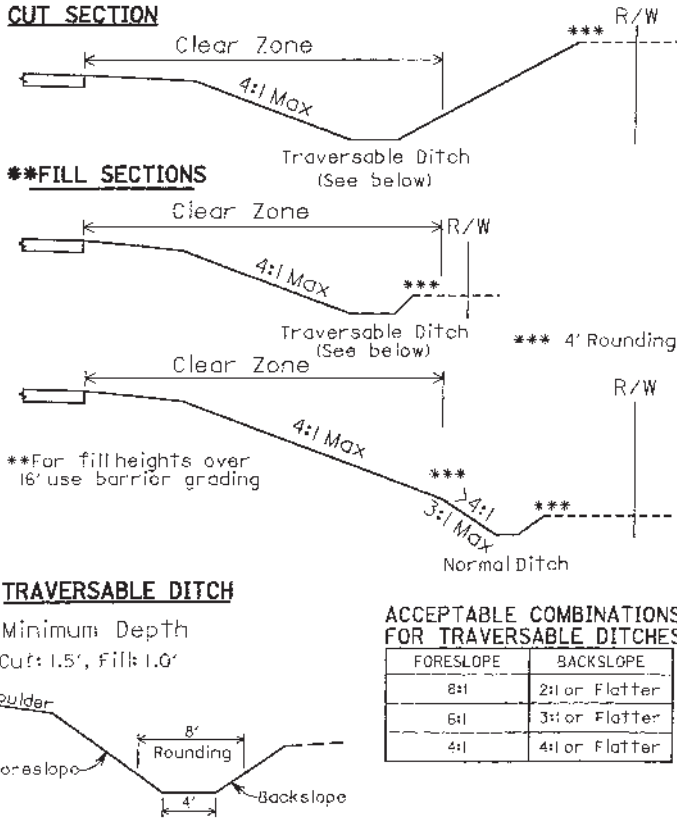 CUT SECTION
R/W
***
Clear Zone
4:1 Max
Traversable Ditch
(See below)
**FILL SECTIONS
Clear Zone
R/W
4:1 Max
***
Traversable Ditch
(See below)
*** 4' Rounding
Clear Zone
R/W
4:1 Max
**For fill heights over
16' use barrier grading
***
>4:1
3:1 Max
***
Normal Ditch
TRAVERSABLE DITCH
Minimum Depth
Cut: 1.5', Fill: 1.0'
oulder
8'
Rounding
oreslope
4'
Backslope
ACCEPTABLE COMBINATIONS
FOR TRAVERSABLE DITCHES
FORESLOPE BACKSLOPE
8:1 2:1 or Flatter
6:1 3:1 or Flatter
4:1 4:1 or Flatter